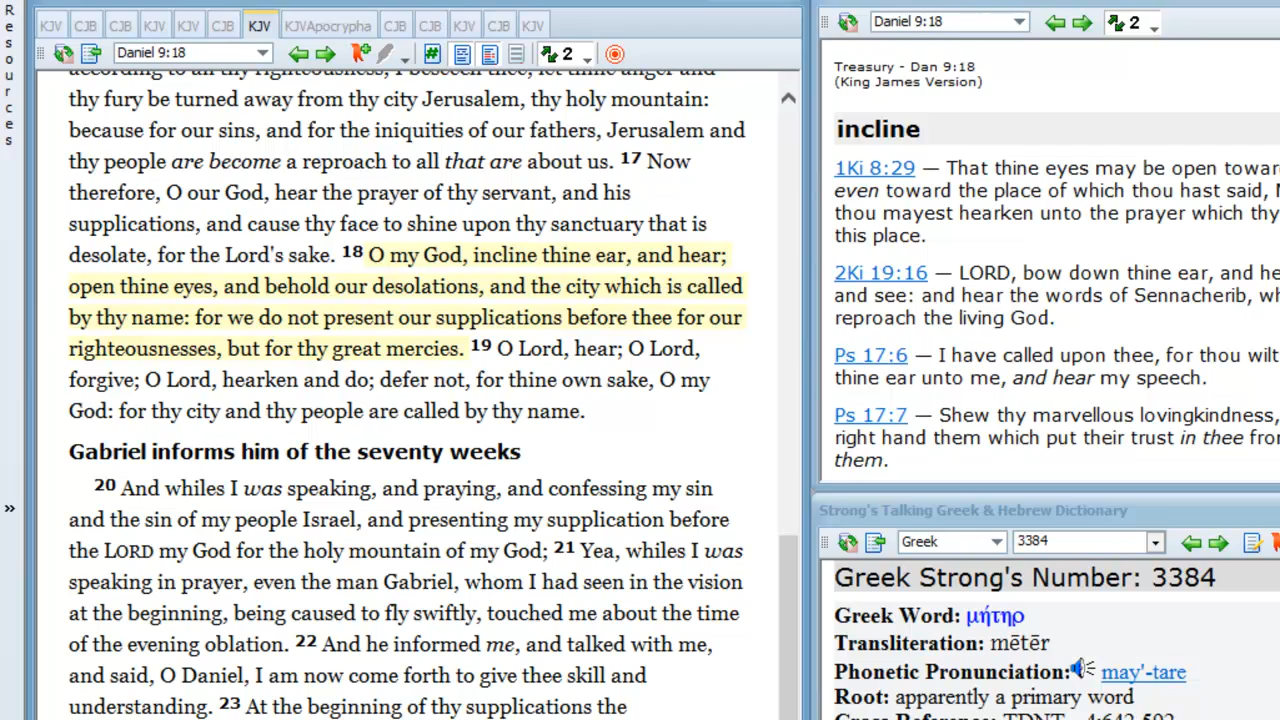 Resources
KJV CJB CJB KJV KJV CJB KJV KJVApocrypha CJB CJB KJV CJB KJV
Daniel 9:18 2
according to all thy righteousness, I beseech thee, let thine anger and
thy fury be turned away from thy city Jerusalem, thy holy mountain:
because for our sins, and for the iniquities of our fathers, Jerusalem and
thy people are become a reproach to all that are about us. 17 Now
therefore, O our God, hear the prayer of thy servant, and his
supplications, and cause thy face to shine upon thy sanctuary that is
desolate, for the Lord's sake. 18 O my God, incline thine ear, and hear;
open thine eyes, and behold our desolations, and the city which is called
by thy name: for we do not present our supplications before thee for our
righteousnesses, but for thy great mercies. 19 O Lord, hear; O Lord,
forgive; O Lord, hearken and do; defer not, for thine own sake, O my
God: for thy city and thy people are called by thy name.
Gabriel informs him of the seventy weeks
20 And whiles I was speaking, and praying, and confessing my sin
and the sin of my people Israel, and presenting my supplication before
the LORD my God for the holy mountain of my God; 21 Yea, whiles I was
speaking in prayer, even the man Gabriel, whom I had seen in the vision
at the beginning, being caused to fly swiftly, touched me about the time
of the evening oblation. 22 And he informed me, and talked with me,
and said, O Daniel, I am now come forth to give thee skill and
understanding. 23 At the beginning of thy supplications the
Daniel 9:18 2
Treasury - Dan 9:18
(King James Version)
incline
1Ki 8:29 — That thine eyes may be open towar
even toward the place of which thou hast said, M
thou mayest hearken unto the prayer which thy
this place.
2Ki 19:16 — LORD, bow down thine ear, and he
and see: and hear the words of Sennacherib, wh
reproach the living God.
Ps 17:6 — I have called upon thee, for thou wilt
thine ear unto me, and hear my speech.
Ps 17:7 — Shew thy marvellous lovingkindness,
right hand them which put their trust in thee from
them.
Strong's Talking Greek & Hebrew Dictionary
Greek 3384
Greek Strong's Number: 3384
Greek Word: μήτηρ
Transliteration: mētēr
Phonetic Pronunciation: may'-tare
Root: apparently a primary word
Cross Reference: TDNT - 4:642,592